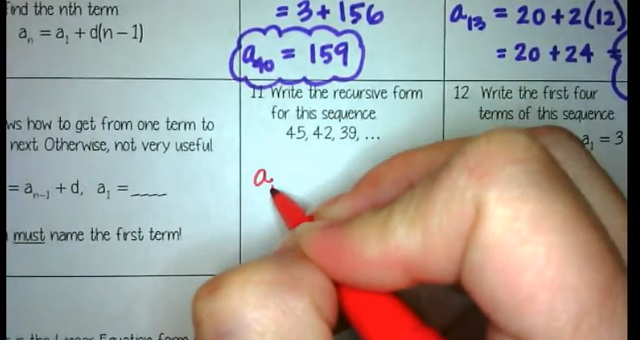 find the nth term
aₙ = a₁ + d(n−1)
= 3 + 156
a₄₀ = 159
a₁₃ = 20 + 2(12)
= 20 + 24 =
ws how to get from one term to
next Otherwise, not very useful
= aₙ₋₁ + d, a₁ = ____
must name the first term!
11 Write the recursive form
for this sequence
45, 42, 39, ...
a
12 Write the first four
terms of this sequence
a₁ = 3